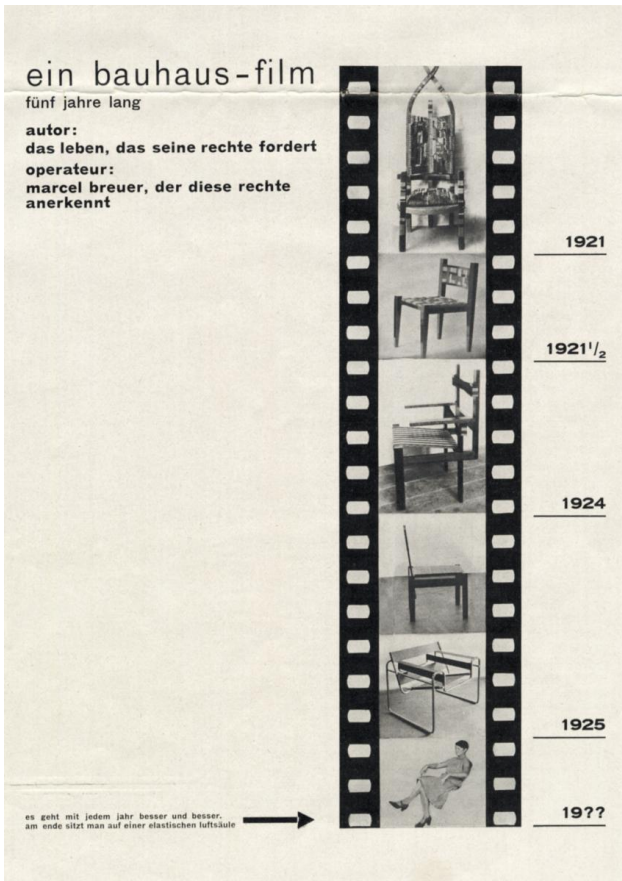 ein bauhaus-film
fünf jahre lang
autor:
das leben, das seine rechte fordert
operateur:
marcel breuer, der diese rechte
anerkennt
1921
1921 1/2
1924
1925
19??
es geht mit jedem jahr besser und besser.
am ende sitzt man auf einer elastischen luftsäule